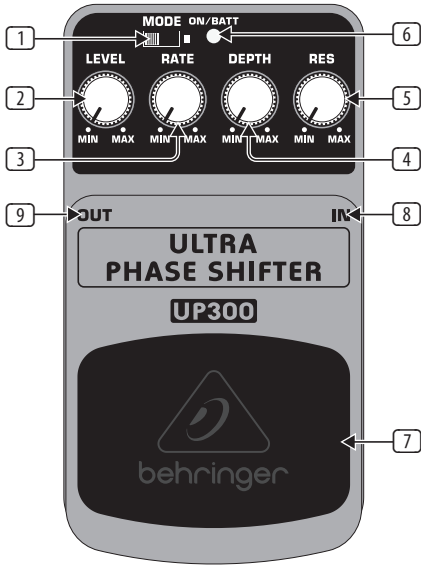 MODE ON/BATT
1
6
LEVEL RATE DEPTH RES
2
5
MIN MAX MIN MAX MIN MAX MIN MAX
3
4
9
OUT IN
8
ULTRA
PHASE SHIFTER
UP300
7
behringer